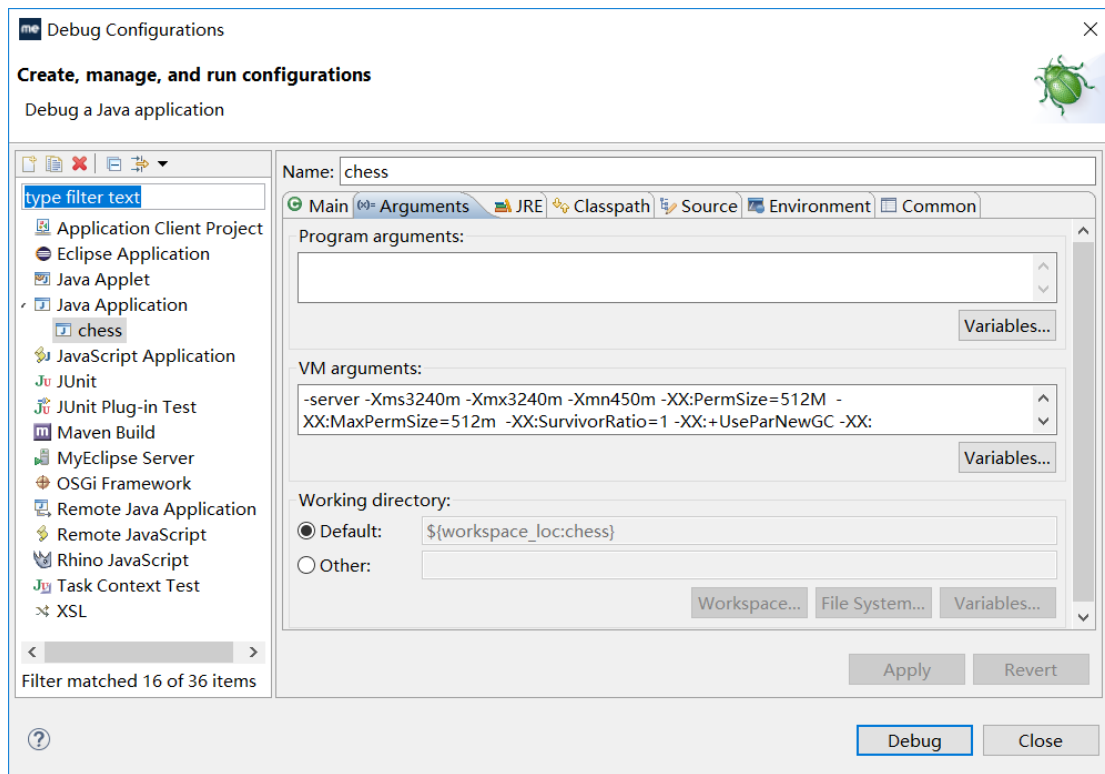 me Debug Configurations
Create, manage, and run configurations
Debug a Java application
type filter text
Application Client Project
Eclipse Application
Java Applet
Java Application
chess
JavaScript Application
JUnit
JUnit Plug-in Test
Maven Build
MyEclipse Server
OSGi Framework
Remote Java Application
Remote JavaScript
Rhino JavaScript
Task Context Test
XSL
Filter matched 16 of 36 items
Name: chess
Main (x)= Arguments JRE Classpath Source Environment Common
Program arguments:
Variables...
VM arguments:
-server -Xms3240m -Xmx3240m -Xmn450m -XX:PermSize=512M -
XX:MaxPermSize=512m -XX:SurvivorRatio=1 -XX:+UseParNewGC -XX:
Variables...
Working directory:
Default: ${workspace_loc:chess}
Other:
Workspace... File System... Variables...
Apply Revert
Debug Close